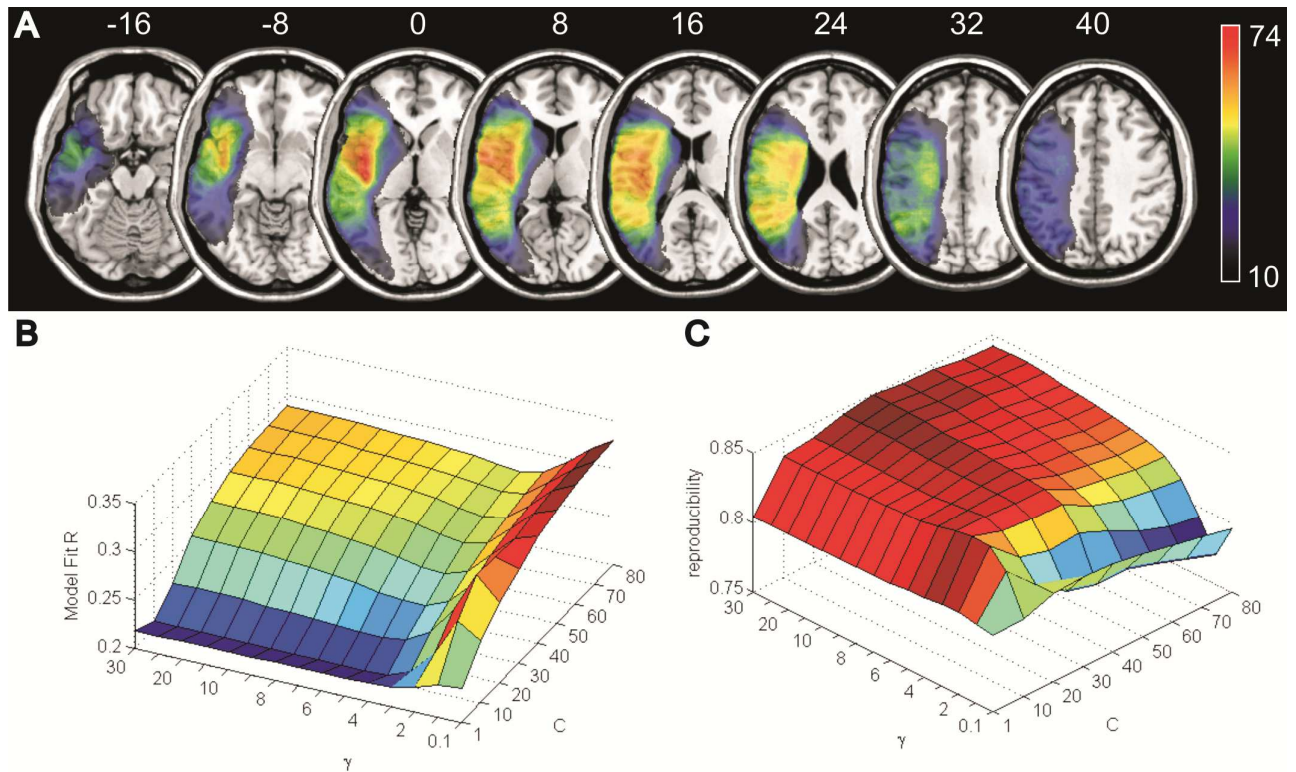 A
-16 -8 0 8 16 24 32 40
74
10
B
C
0.35
0.3
0.25
0.2
Model Fit R
30 20 10 8 6 4 2 0.1
γ
1 10 20 30 40 50 60 70 80
C
0.85
0.8
0.75
reproducibility
30 20 10 8 6 4 2 0.1
γ
1 10 20 30 40 50 60 70 80
C